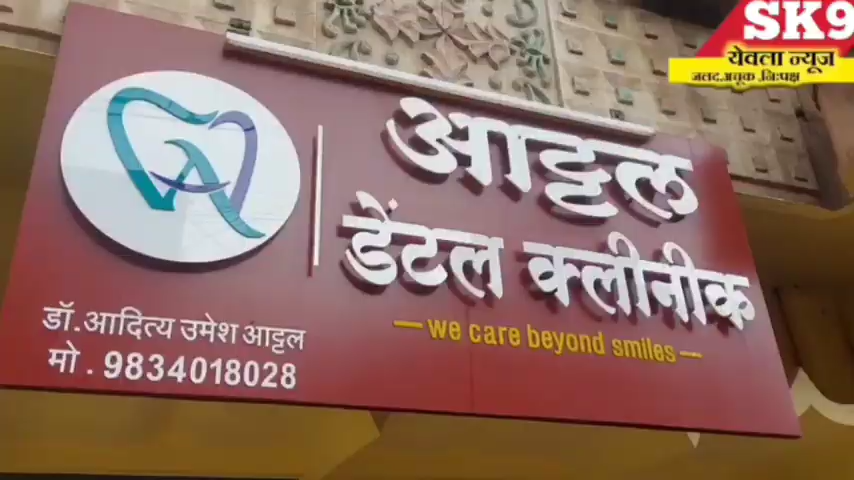 SK9
येवला न्यूज
जलद,अचूक,निःपक्ष
आट्टल
डेंटल क्लीनीक
we care beyond smiles
डॉ.आदित्य उमेश आट्टल
मो . 9834018028